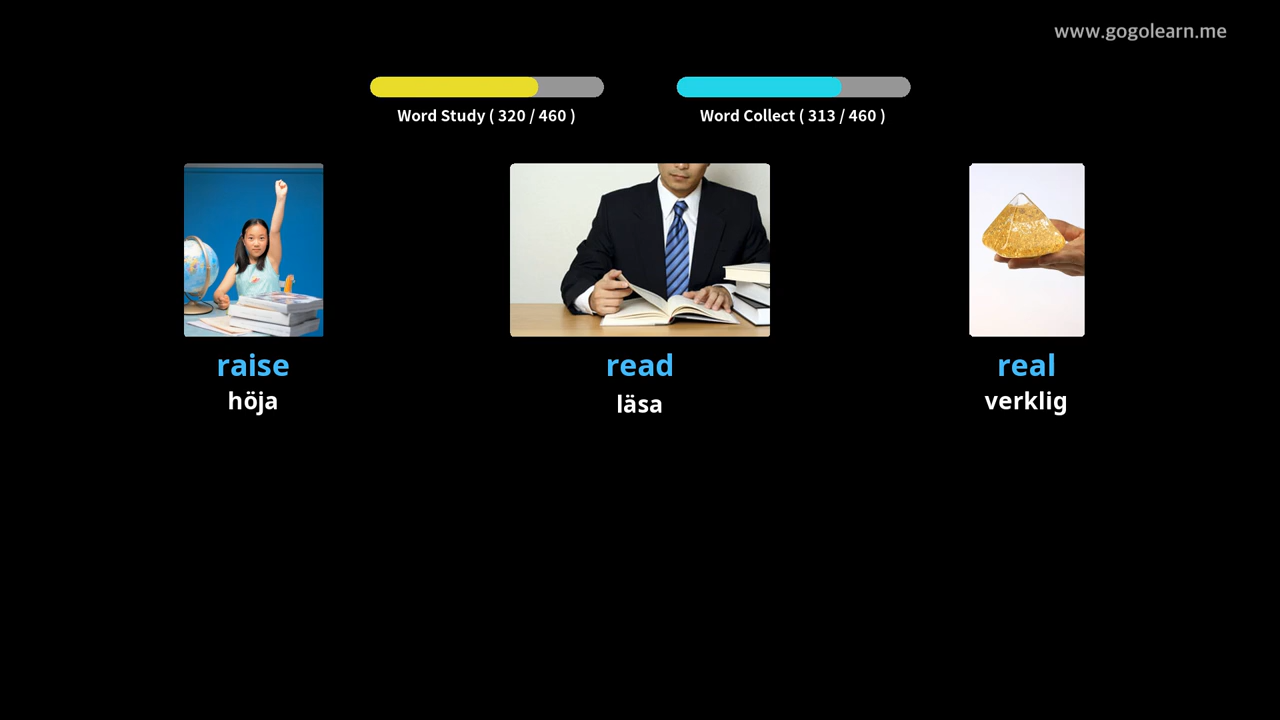 www.gogolearn.me
Word Study ( 320 / 460 )
Word Collect ( 313 / 460 )
raise
höja
read
läsa
real
verklig